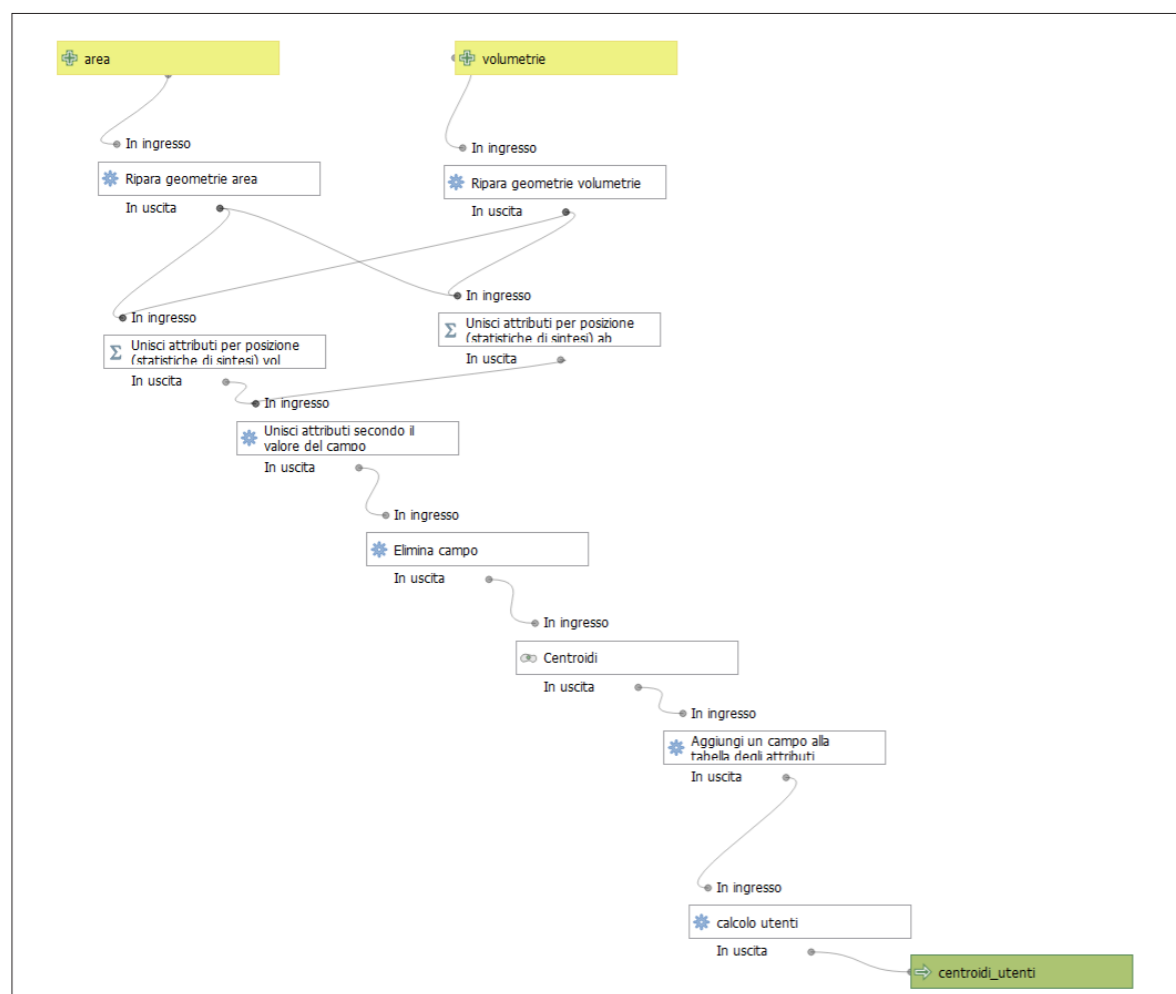 area
volumetrie
In ingresso
Ripara geometrie area
In uscita
In ingresso
Ripara geometrie volumetrie
In uscita
In ingresso
Unisci attributi per posizione
(statistiche di sintesi) vol
In uscita
In ingresso
Unisci attributi per posizione
(statistiche di sintesi) ab
In uscita
In ingresso
Unisci attributi secondo il
valore del campo
In uscita
In ingresso
Elimina campo
In uscita
In ingresso
Centroidi
In uscita
In ingresso
Aggiungi un campo alla
tabella degli attributi
In uscita
In ingresso
calcolo utenti
In uscita
centroidi_utenti